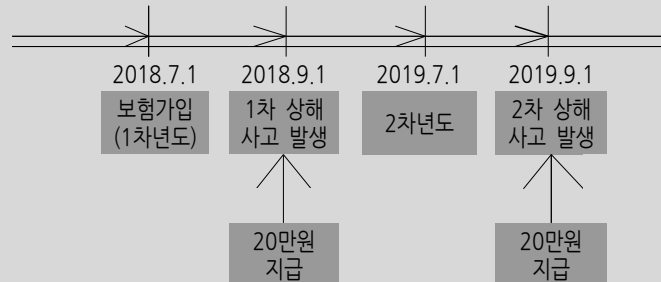 2018.7.1 2018.9.1 2019.7.1 2019.9.1
보험가입
(1차년도)
1차 상해
사고 발생
2차년도
2차 상해
사고 발생
20만원
지급
20만원
지급